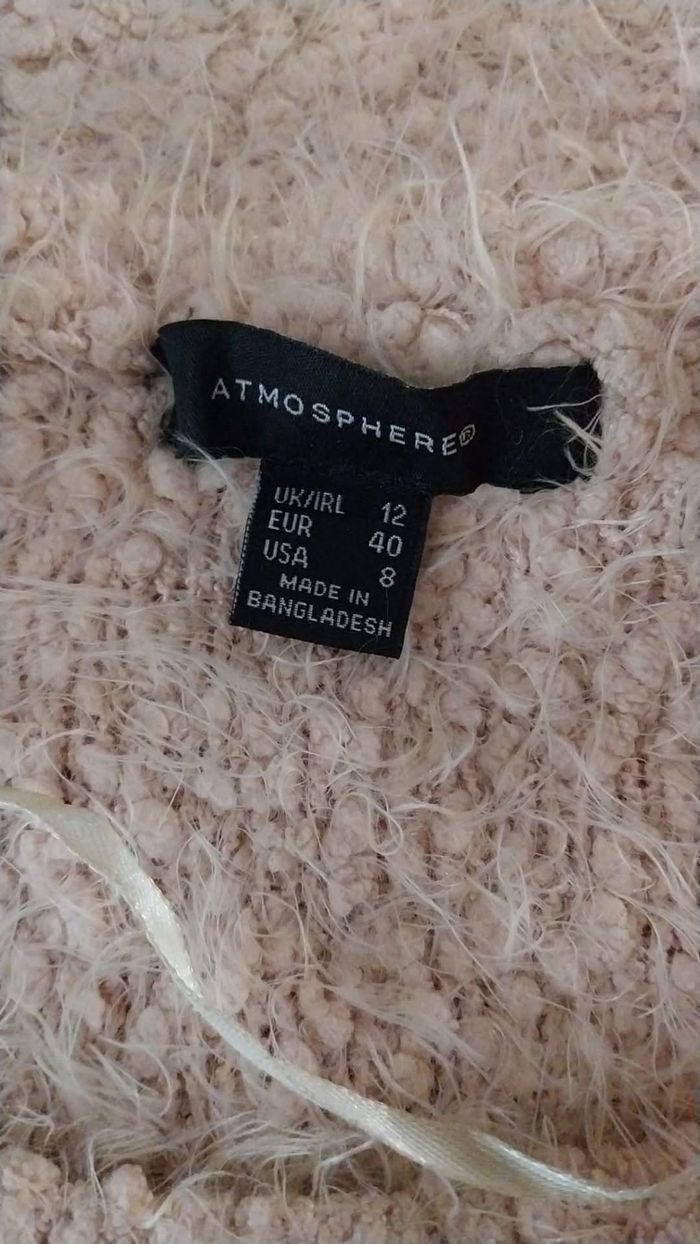 ATMOSPHERE®
UK/IRL 12
EUR 40
USA 8
MADE IN
BANGLADESH